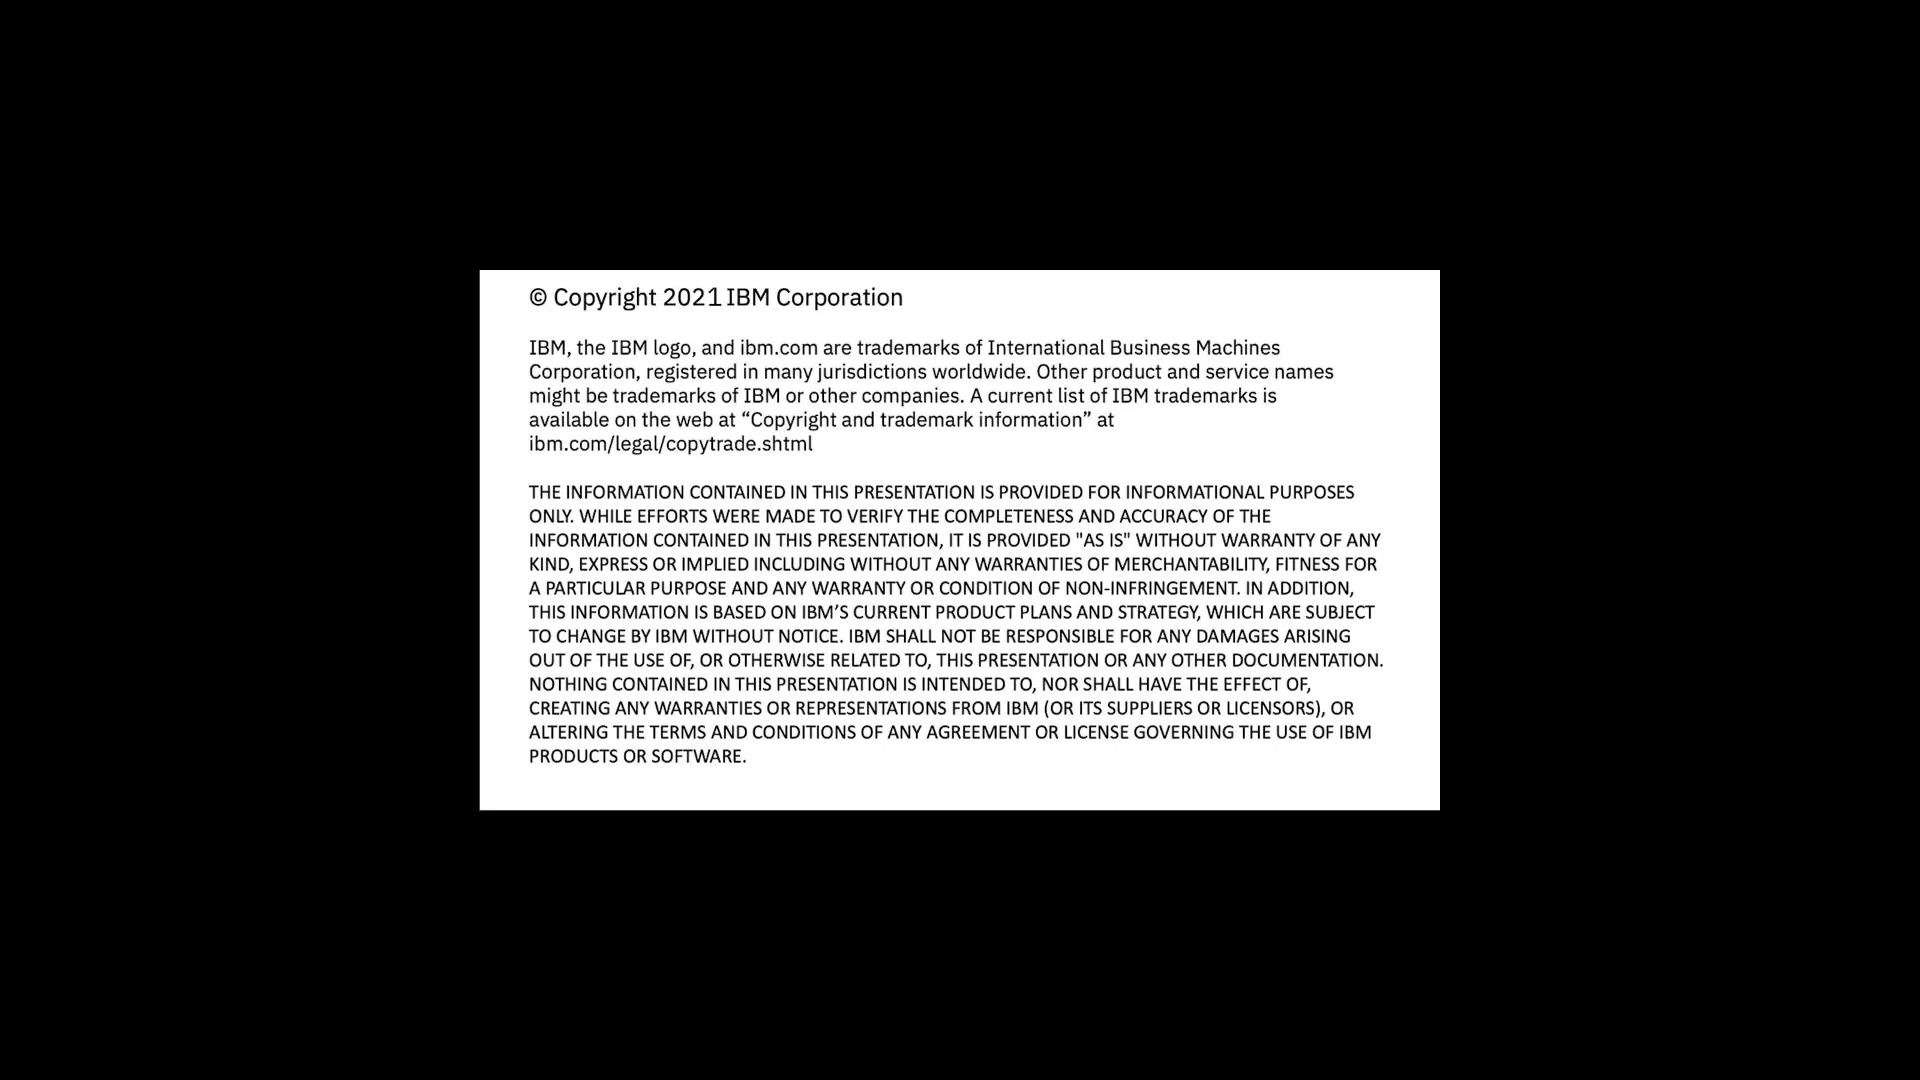 © Copyright 2021 IBM Corporation
IBM, the IBM logo, and ibm.com are trademarks of International Business Machines
Corporation, registered in many jurisdictions worldwide. Other product and service names
might be trademarks of IBM or other companies. A current list of IBM trademarks is
available on the web at “Copyright and trademark information” at
ibm.com/legal/copytrade.shtml
THE INFORMATION CONTAINED IN THIS PRESENTATION IS PROVIDED FOR INFORMATIONAL PURPOSES
ONLY. WHILE EFFORTS WERE MADE TO VERIFY THE COMPLETENESS AND ACCURACY OF THE
INFORMATION CONTAINED IN THIS PRESENTATION, IT IS PROVIDED "AS IS" WITHOUT WARRANTY OF ANY
KIND, EXPRESS OR IMPLIED INCLUDING WITHOUT ANY WARRANTIES OF MERCHANTABILITY, FITNESS FOR
A PARTICULAR PURPOSE AND ANY WARRANTY OR CONDITION OF NON-INFRINGEMENT. IN ADDITION,
THIS INFORMATION IS BASED ON IBM’S CURRENT PRODUCT PLANS AND STRATEGY, WHICH ARE SUBJECT
TO CHANGE BY IBM WITHOUT NOTICE. IBM SHALL NOT BE RESPONSIBLE FOR ANY DAMAGES ARISING
OUT OF THE USE OF, OR OTHERWISE RELATED TO, THIS PRESENTATION OR ANY OTHER DOCUMENTATION.
NOTHING CONTAINED IN THIS PRESENTATION IS INTENDED TO, NOR SHALL HAVE THE EFFECT OF,
CREATING ANY WARRANTIES OR REPRESENTATIONS FROM IBM (OR ITS SUPPLIERS OR LICENSORS), OR
ALTERING THE TERMS AND CONDITIONS OF ANY AGREEMENT OR LICENSE GOVERNING THE USE OF IBM
PRODUCTS OR SOFTWARE.